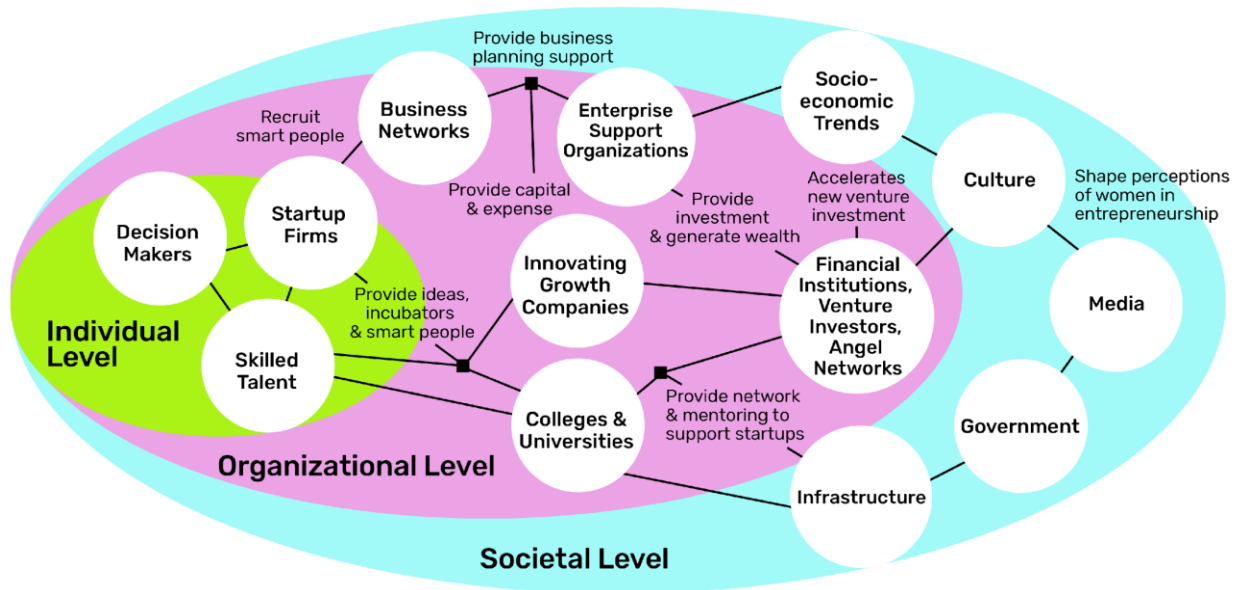 Provide business
planning support
Socio-
economic
Trends
Business
Networks
Enterprise
Support
Organizations
Recruit
smart people
Culture
Shape perceptions
of women in
entrepreneurship
Provide capital
& expense
Accelerates
new venture
investment
Startup
Firms
Decision
Makers
Provide
investment
& generate wealth
Innovating
Growth
Companies
Financial
Institutions,
Venture
Investors,
Angel
Networks
Media
Provide ideas,
incubators
& smart people
Individual
Level
Skilled
Talent
Colleges &
Universities
Provide network
& mentoring to
support startups
Government
Organizational Level
Infrastructure
Societal Level